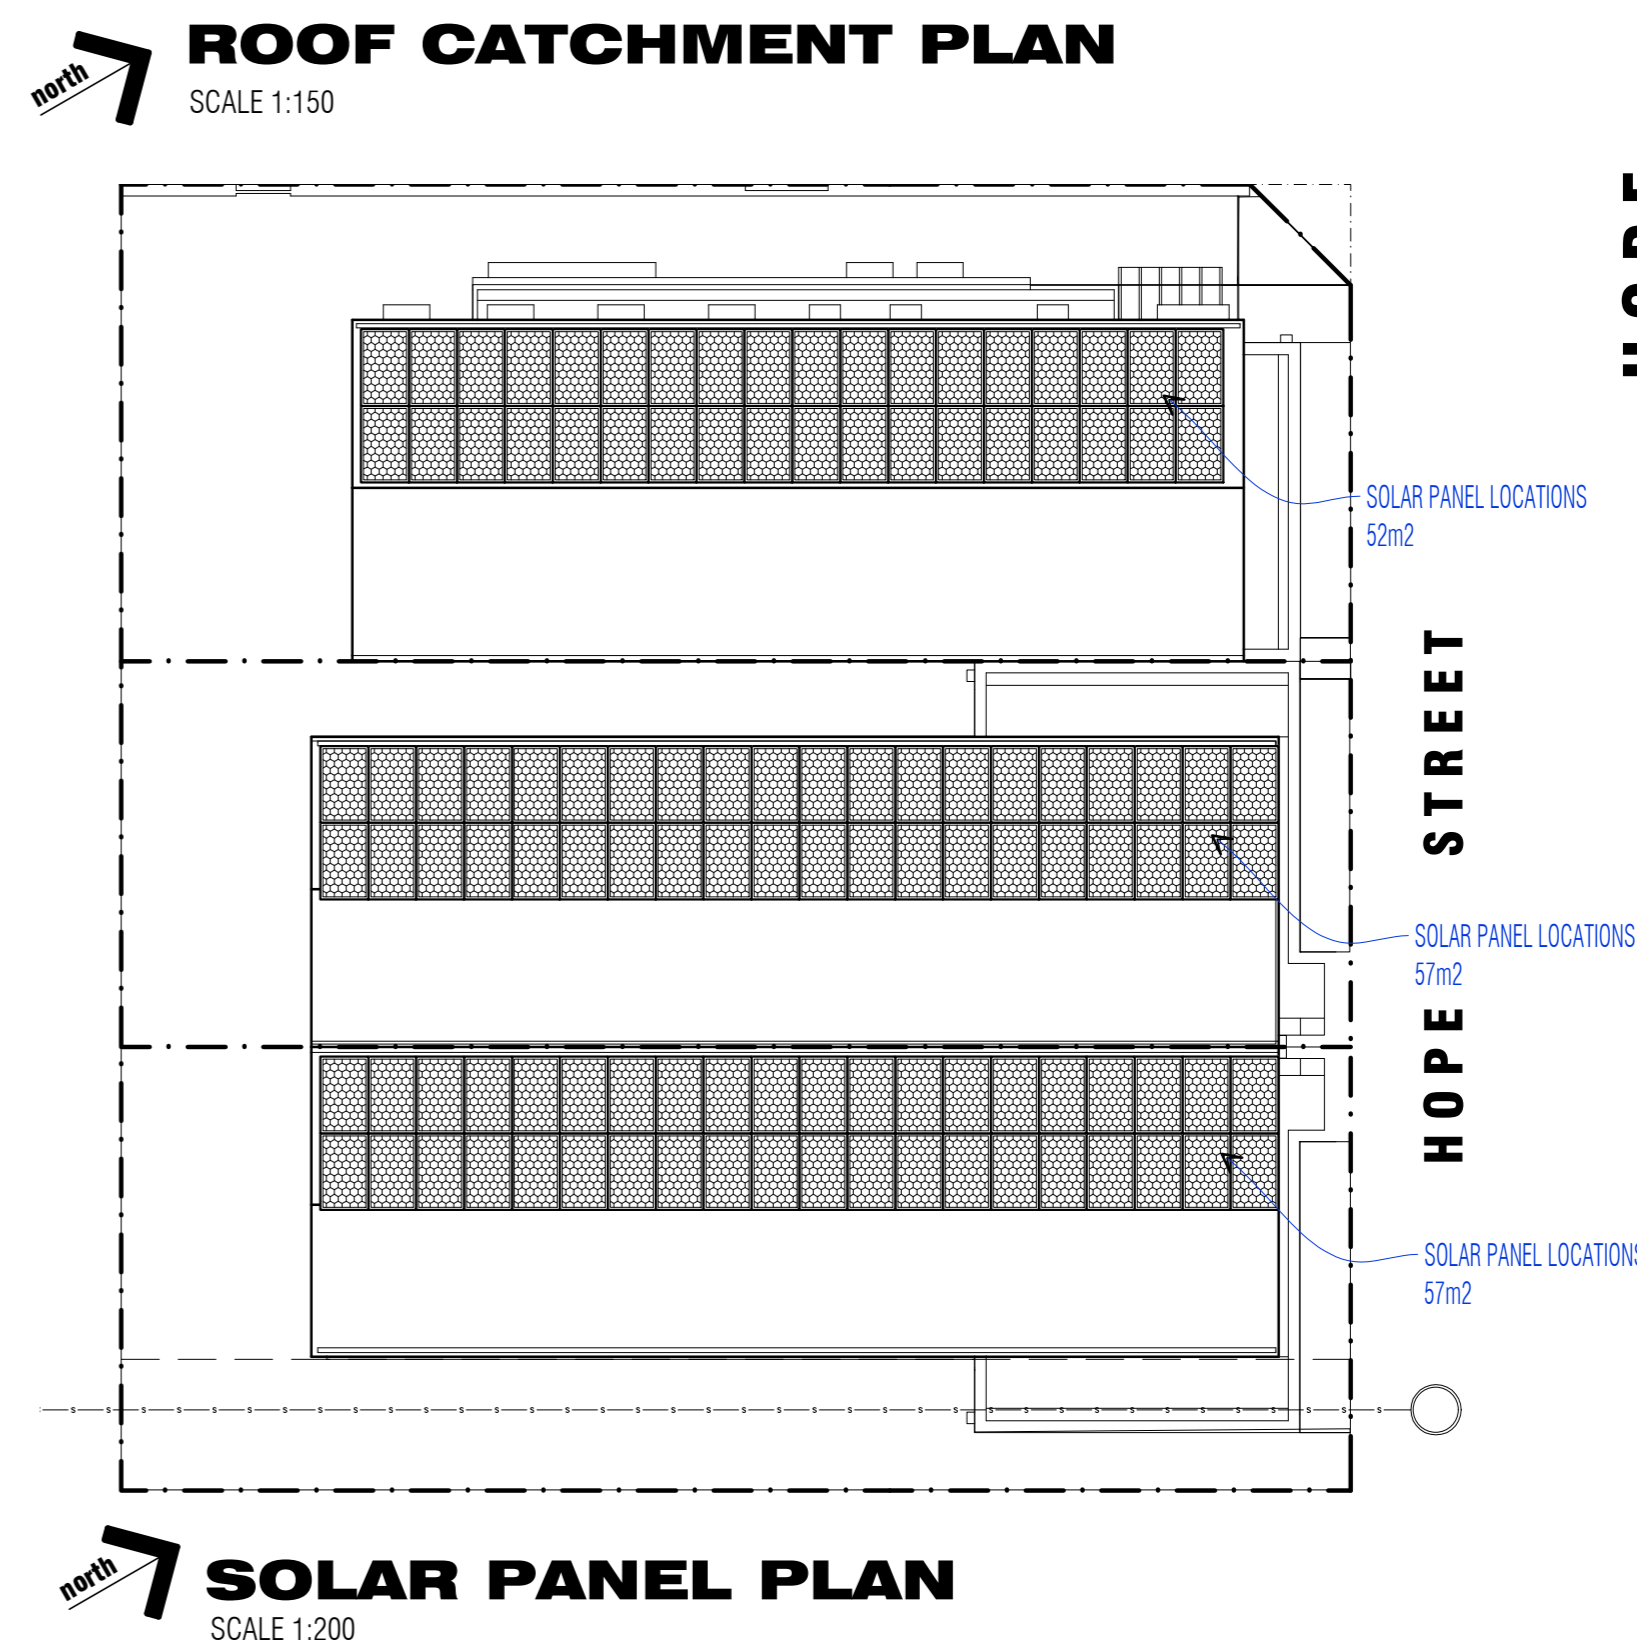 north
ROOF CATCHMENT PLAN
SCALE 1:150
SOLAR PANEL LOCATIONS
52m2
HOPE STREET
SOLAR PANEL LOCATIONS
57m2
SOLAR PANEL LOCATIONS
57m2
s s s s s s s s s s s s s s s s s s s s s s s s s s s s s s s s s s s s s s
north
SOLAR PANEL PLAN
SCALE 1:200